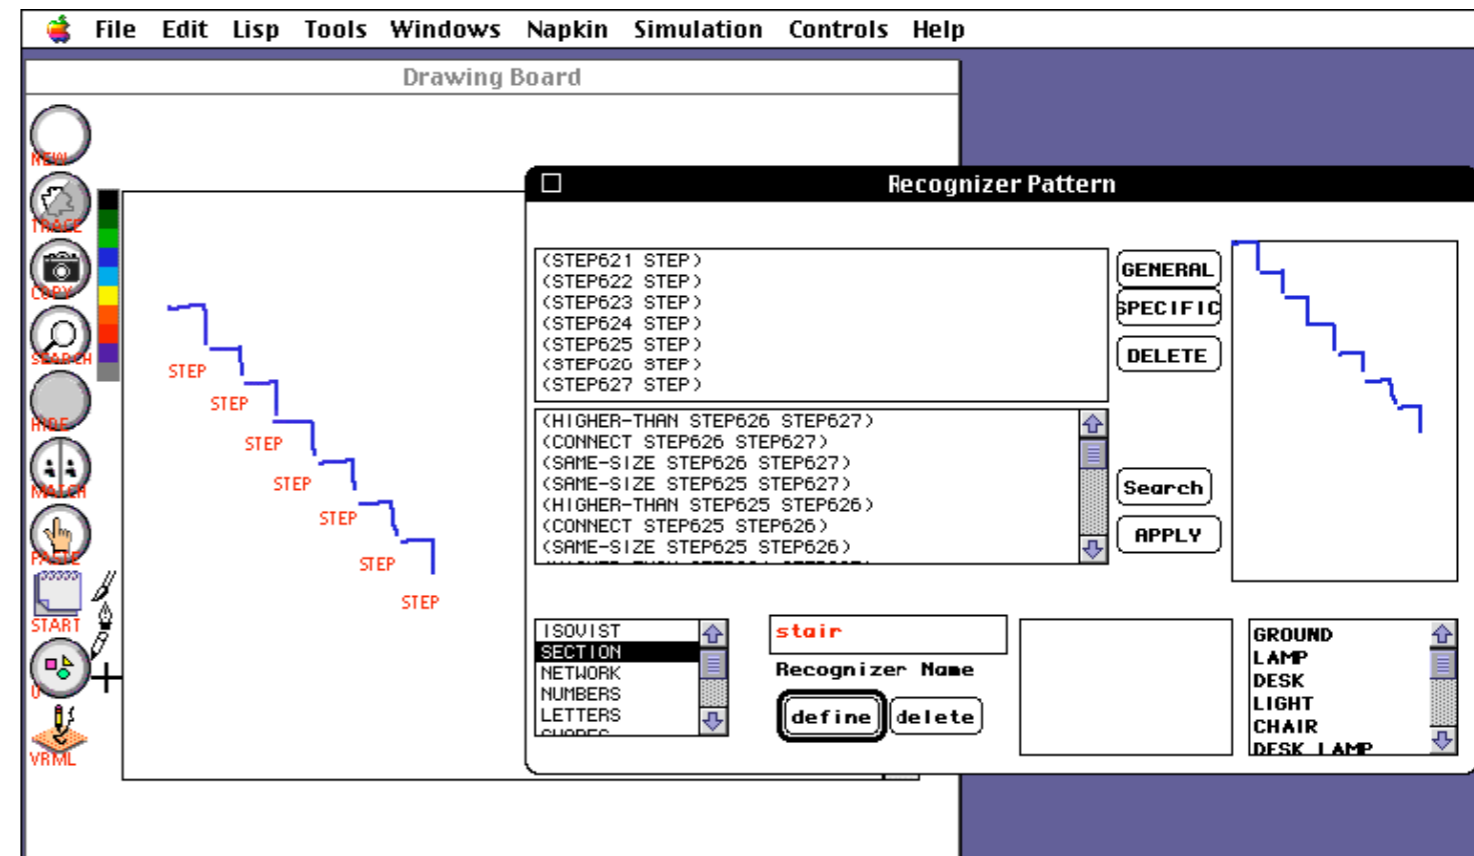 File Edit Lisp Tools Windows Napkin Simulation Controls Help
Drawing Board
NEW
TRACE
COPY
SEARCH
HIDE
MATCH
PASTE
START
VRML
STEP
STEP
STEP
STEP
STEP
STEP
STEP
Recognizer Pattern
(STEP621 STEP)
(STEP622 STEP)
(STEP623 STEP)
(STEP624 STEP)
(STEP625 STEP)
(STEP626 STEP)
(STEP627 STEP)
GENERAL
SPECIFIC
DELETE
(HIGHER-THAN STEP626 STEP627)
(CONNECT STEP626 STEP627)
(SAME-SIZE STEP626 STEP627)
(SAME-SIZE STEP625 STEP627)
(HIGHER-THAN STEP625 STEP626)
(CONNECT STEP625 STEP626)
(SAME-SIZE STEP625 STEP626)
Search
APPLY
ISOVIST
SECTION
NETWORK
NUMBERS
LETTERS
SHAPES
stair
Recognizer Name
define delete
GROUND
LAMP
DESK
LIGHT
CHAIR
DESK LAMP